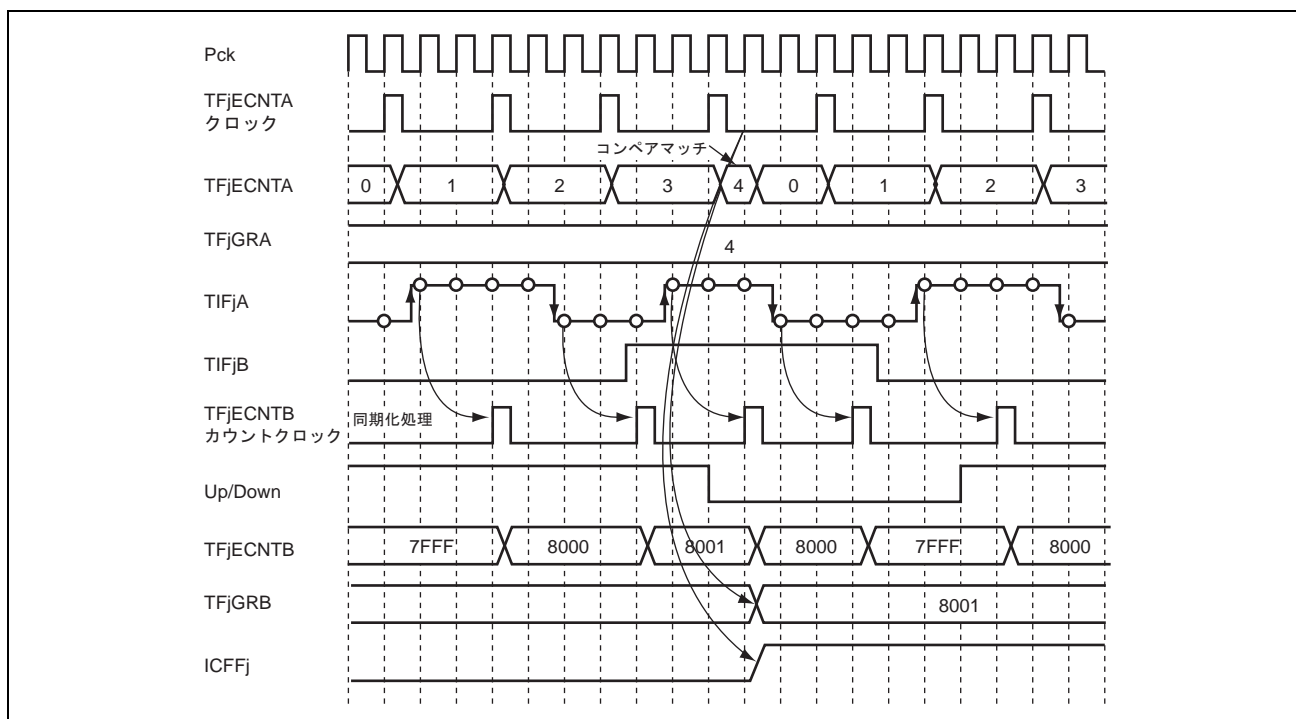 Pck
TFjECNTA
クロック
コンペアマッチ
TFjECNTA
0 1 2 3 4 0 1 2 3
TFjGRA
4
TIFjA
TIFjB
TFjECNTB
カウントクロック
同期化処理
Up/Down
TFjECNTB
7FFF 8000 8001 8000 7FFF 8000
TFjGRB
8001
ICFFj